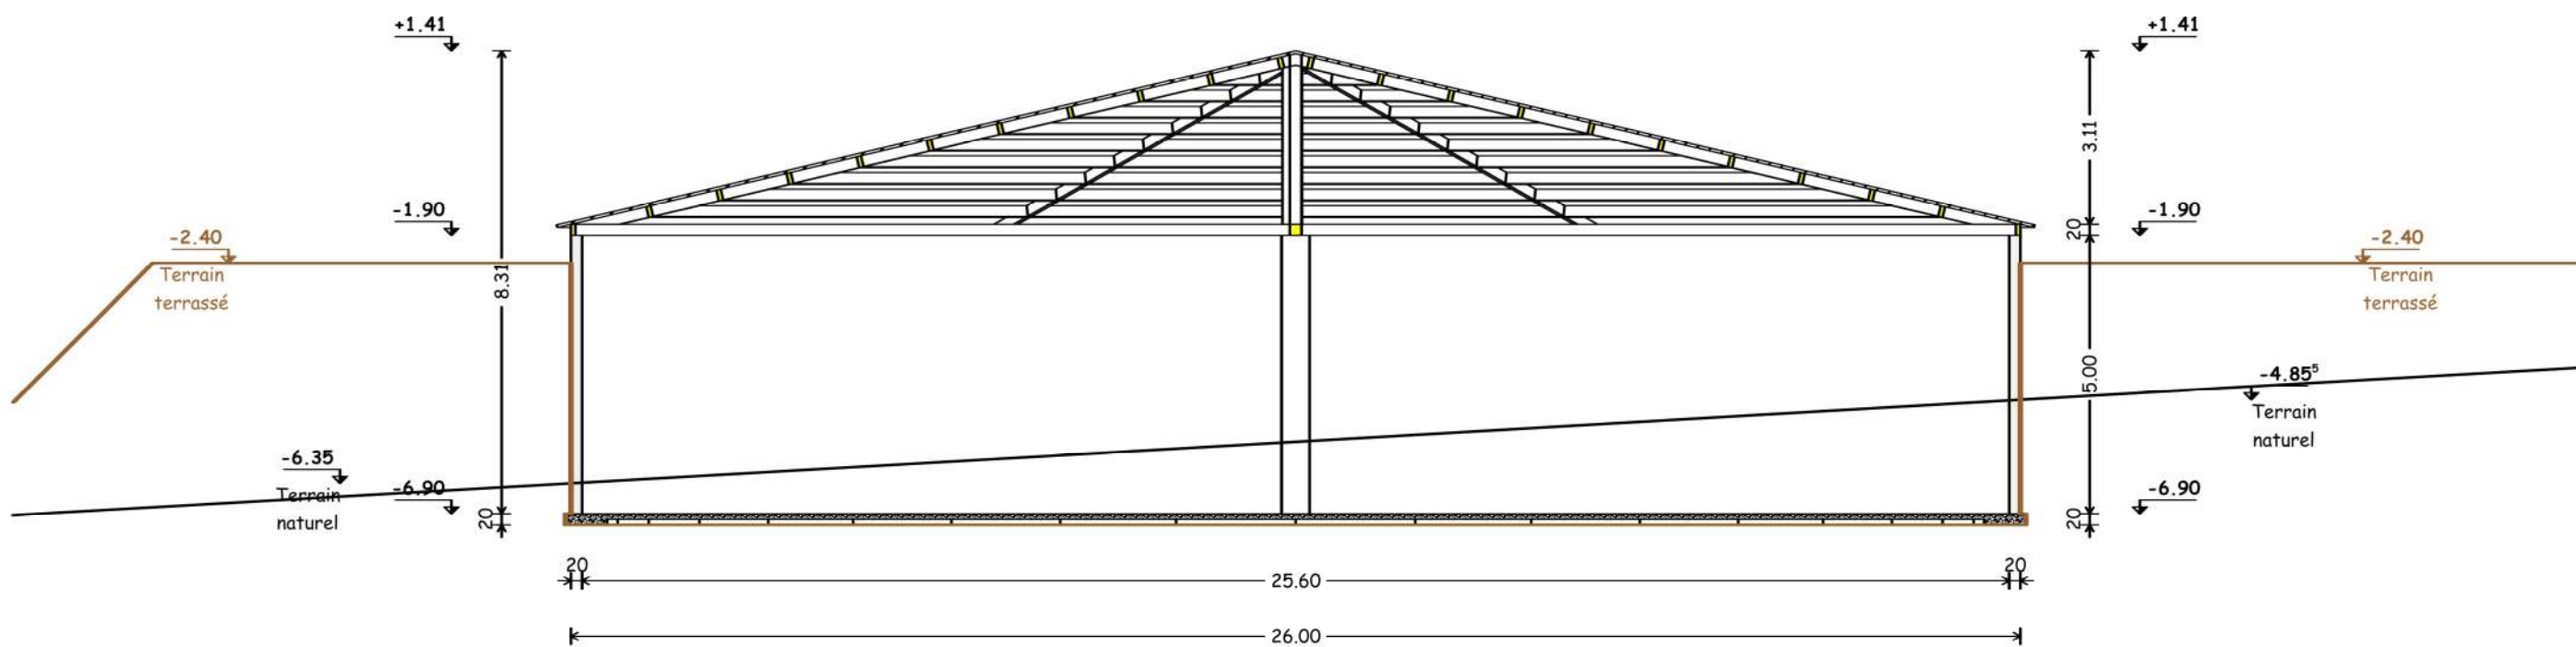 +1.41
+1.41
3.11
-1.90
-1.90
20
-2.40
Terrain
terrassé
-2.40
Terrain
terrassé
8.31
5.00
-4.85⁵
Terrain
naturel
-6.35
Terrain
naturel
-6.90
-6.90
20
20
20
25.60
20
26.00